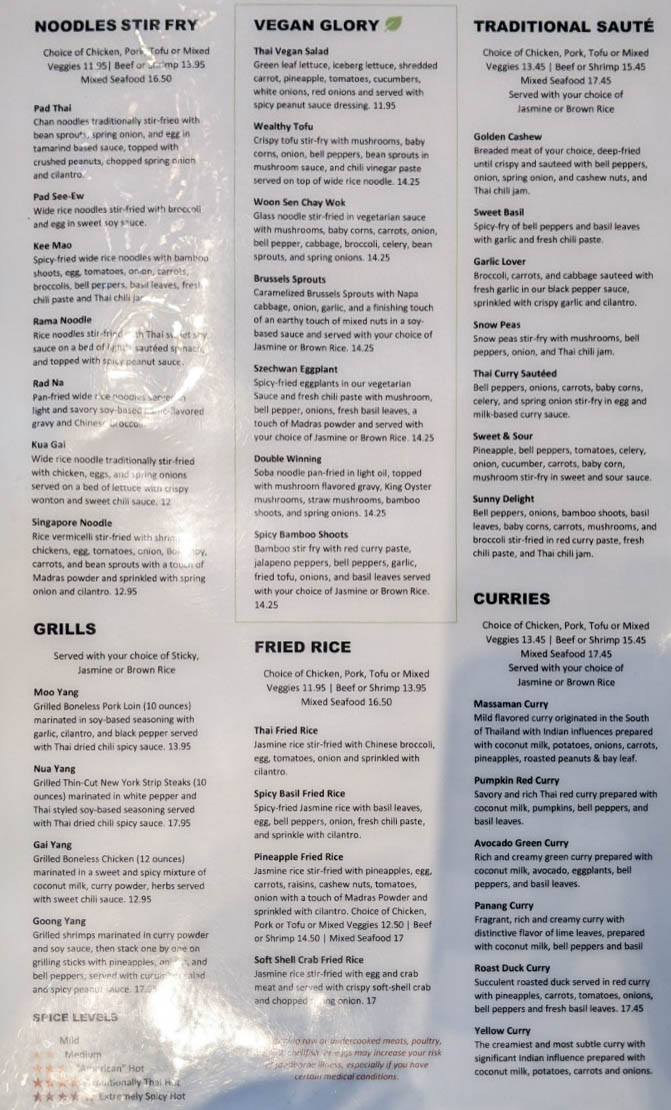 NOODLES STIR FRY
Choice of Chicken, Pork, Tofu or Mixed
Veggies 11.95| Beef or Shrimp 13.95
Mixed Seafood 16.50
Pad Thai
Chan noodles traditionally stir-fried with
bean sprouts, spring onion, and egg in
tamarind based sauce, topped with
crushed peanuts, chopped spring onion
and cilantro.
Pad See-Ew
Wide rice noodles stir-fried with broccoli
and egg in sweet soy sauce.
Kee Mao
Spicy-fried wide rice noodles with bamboo
shoots, egg, tomatoes, onion, carrots,
broccolis, bell peppers, basil leaves, fresh
chili paste and Thai chili jam
Rama Noodle
Rice noodles stir-fried with Thai sweet soy
sauce on a bed of lightly sautéed spinach
and topped with spicy peanut sauce.
Rad Na
Pan-fried wide rice noodles served in
light and savory soy-based garlic-flavored
gravy and Chinese broccoli
Kua Gai
Wide rice noodle traditionally stir-fried
with chicken, eggs, and spring onions
served on a bed of lettuce with crispy
wonton and sweet chili sauce. 12
Singapore Noodle
Rice vermicelli stir-fried with shrimp,
chickens, egg, tomatoes, onion, Bok choy,
carrots, and bean sprouts with a touch of
Madras powder and sprinkled with spring
onion and cilantro. 12.95
GRILLS
Served with your choice of Sticky,
Jasmine or Brown Rice
Moo Yang
Grilled Boneless Pork Loin (10 ounces)
marinated in soy-based seasoning with
garlic, cilantro, and black pepper served
with Thai dried chili spicy sauce. 13.95
Nua Yang
Grilled Thin-Cut New York Strip Steaks (10
ounces) marinated in white pepper and
Thai styled soy-based seasoning served
with Thai dried chili spicy sauce. 17.95
Gai Yang
Grilled Boneless Chicken (12 ounces)
marinated in a sweet and spicy mixture of
coconut milk, curry powder, herbs served
with sweet chili sauce. 12.95
Goong Yang
Grilled shrimps marinated in curry powder
and soy sauce, then stack one by one on
grilling sticks with pineapples, onions, and
bell peppers, served with cucumber salad
and spicy peanut sauce.
SPICE LEVELS
Mild
Medium
"American" Hot
Traditionally Thai Hot
Extremely Spicy Hot
VEGAN GLORY
Thai Vegan Salad
Green leaf lettuce, iceberg lettuce, shredded
carrot, pineapple, tomatoes, cucumbers,
white onions, red onions and served with
spicy peanut sauce dressing. 11.95
Wealthy Tofu
Crispy tofu stir-fry with mushrooms, baby
corns, onion, bell peppers, bean sprouts in
mushroom sauce, and chili vinegar paste
served on top of wide rice noodle. 14.25
Woon Sen Chay Wok
Glass noodle stir-fried in vegetarian sauce
with mushrooms, baby corns, carrots, onion,
bell pepper, cabbage, broccoli, celery, bean
sprouts, and spring onions. 14.25
Brussels Sprouts
Caramelized Brussels Sprouts with Napa
cabbage, onion, garlic, and a finishing touch
of an earthy touch of mixed nuts in a soy-
based sauce and served with your choice of
Jasmine or Brown Rice. 14.25
Szechwan Eggplant
Spicy-fried eggplants in our vegetarian
Sauce and fresh chili paste with mushroom,
bell pepper, onions, fresh basil leaves, a
touch of Madras powder and served with
your choice of Jasmine or Brown Rice. 14.25
Double Winning
Soba noodle pan-fried in light oil, topped
with mushroom flavored gravy, King Oyster
mushrooms, straw mushrooms, bamboo
shoots, and spring onions. 14.25
Spicy Bamboo Shoots
Bamboo stir fry with red curry paste,
jalapeno peppers, bell peppers, garlic,
fried tofu, onions, and basil leaves served
with your choice of Jasmine or Brown Rice.
14.25
FRIED RICE
Choice of Chicken, Pork, Tofu or Mixed
Veggies 11.95 | Beef or Shrimp 13.95
Mixed Seafood 16.50
Thai Fried Rice
Jasmine rice stir-fried with Chinese broccoli,
egg, tomatoes, onion and sprinkled with
cilantro.
Spicy Basil Fried Rice
Spicy-fried Jasmine rice with basil leaves,
egg, bell peppers, onion, fresh chili paste,
and sprinkle with cilantro.
Pineapple Fried Rice
Jasmine rice stir-fried with pineapples, egg,
carrots, raisins, cashew nuts, tomatoes,
onion with a touch of Madras Powder and
sprinkled with cilantro. Choice of Chicken,
Pork or Tofu or Mixed Veggies 12.50 | Beef
or Shrimp 14.50 | Mixed Seafood 17
Soft Shell Crab Fried Rice
Jasmine rice stir-fried with egg and crab
meat and served with crispy soft-shell crab
and chopped spring onion. 17
raw or undercooked meats, poultry,
shellfish or eggs may increase your risk
of foodborne illness, especially if you have
certain medical conditions.
TRADITIONAL SAUTÉ
Choice of Chicken, Pork, Tofu or Mixed
Veggies 13.45 | Beef or Shrimp 15.45
Mixed Seafood 17.45
Served with your choice of
Jasmine or Brown Rice
Golden Cashew
Breaded meat of your choice, deep-fried
until crispy and sauteed with bell peppers,
onion, spring onion, and cashew nuts, and
Thai chili jam.
Sweet Basil
Spicy-fry of bell peppers and basil leaves
with garlic and fresh chili paste.
Garlic Lover
Broccoli, carrots, and cabbage sauteed with
fresh garlic in our black pepper sauce,
sprinkled with crispy garlic and cilantro.
Snow Peas
Snow peas stir-fry with mushrooms, bell
peppers, onion, and Thai chili jam.
Thai Curry Sautéed
Bell peppers, onions, carrots, baby corns,
celery, and spring onion stir-fry in egg and
milk-based curry sauce.
Sweet & Sour
Pineapple, bell peppers, tomatoes, celery,
onion, cucumber, carrots, baby corn,
mushroom stir-fry in sweet and sour sauce.
Sunny Delight
Bell peppers, onions, bamboo shoots, basil
leaves, baby corns, carrots, mushrooms, and
broccoli stir-fried in red curry paste, fresh
chili paste, and Thai chili jam.
CURRIES
Choice of Chicken, Pork, Tofu or Mixed
Veggies 13.45 | Beef or Shrimp 15.45
Mixed Seafood 17.45
Served with your choice of
Jasmine or Brown Rice
Massaman Curry
Mild flavored curry originated in the South
of Thailand with Indian influences prepared
with coconut milk, potatoes, onions, carrots,
pineapples, roasted peanuts & bay leaf.
Pumpkin Red Curry
Savory and rich Thai red curry prepared with
coconut milk, pumpkins, bell peppers, and
basil leaves.
Avocado Green Curry
Rich and creamy green curry prepared with
coconut milk, avocado, eggplants, bell
peppers, and basil leaves.
Panang Curry
Fragrant, rich and creamy curry with
distinctive flavor of lime leaves, prepared
with coconut milk, bell peppers and basil
Roast Duck Curry
Succulent roasted duck served in red curry
with pineapples, carrots, tomatoes, onions,
bell peppers and fresh basil leaves. 17.45
Yellow Curry
The creamiest and most subtle curry with
significant Indian influence prepared with
coconut milk, potatoes, carrots and onions.